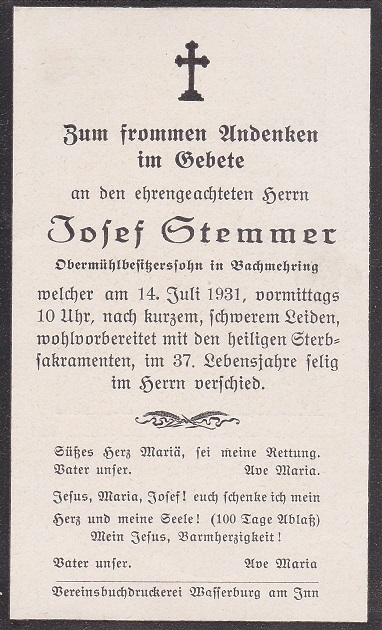 Zum frommen Andenken
im Gebete
an den ehrengeachteten Herrn
Josef Stemmer
Obermühlbesitzerssohn in Bachmehring
welcher am 14. Juli 1931, vormittags
10 Uhr, nach kurzem, schwerem Leiden,
wohlvorbereitet mit den heiligen Sterb-
sakramenten, im 37. Lebensjahre selig
im Herrn verschied.
Süßes Herz Mariä, sei meine Rettung.
Vater unser. Ave Maria.
Jesus, Maria, Josef! euch schenke ich mein
Herz und meine Seele! (100 Tage Ablaß)
Mein Jesus, Barmherzigkeit!
Vater unser. Ave Maria
Vereinsbuchdruckerei Wasserburg am Inn